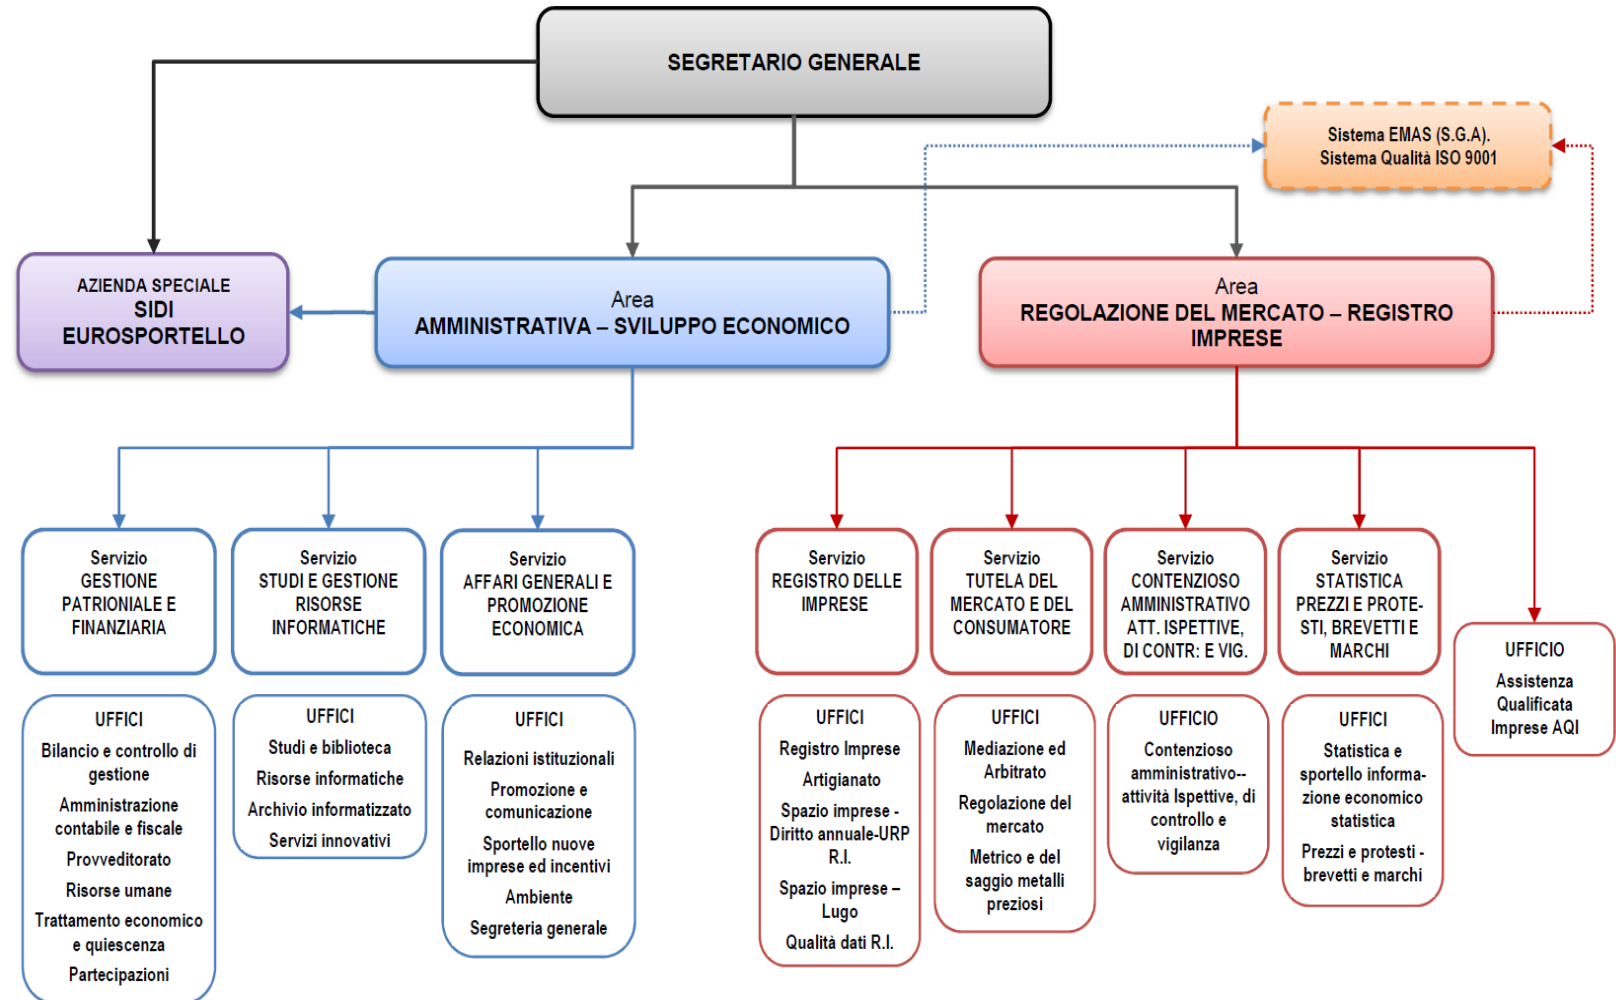 SEGRETARIO GENERALE
Sistema EMAS (S.G.A).
Sistema Qualità ISO 9001
AZIENDA SPECIALE
SIDI
EUROSPORTELLO
Area
AMMINISTRATIVA – SVILUPPO ECONOMICO
Area
REGOLAZIONE DEL MERCATO – REGISTRO
IMPRESE
Servizio
GESTIONE
PATRIONIALE E
FINANZIARIA
Servizio
STUDI E GESTIONE
RISORSE
INFORMATICHE
Servizio
AFFARI GENERALI E
PROMOZIONE
ECONOMICA
Servizio
REGISTRO DELLE
IMPRESE
Servizio
TUTELA DEL
MERCATO E DEL
CONSUMATORE
Servizio
CONTENZIOSO
AMMINISTRATIVO
ATT. ISPETTIVE,
DI CONTR: E VIG.
Servizio
STATISTICA
PREZZI E PROTE-
STI, BREVETTI E
MARCHI
UFFICIO
Assistenza
Qualificata
Imprese AQI
UFFICI
Bilancio e controllo di
gestione
Amministrazione
contabile e fiscale
Provveditorato
Risorse umane
Trattamento economico
e quiescenza
Partecipazioni
UFFICI
Studi e biblioteca
Risorse informatiche
Archivio informatizzato
Servizi innovativi
UFFICI
Relazioni istituzionali
Promozione e
comunicazione
Sportello nuove
imprese ed incentivi
Ambiente
Segreteria generale
UFFICI
Registro Imprese
Artigianato
Spazio imprese -
Diritto annuale-URP
R.I.
Spazio imprese –
Lugo
Qualità dati R.I.
UFFICI
Mediazione ed
Arbitrato
Regolazione del
mercato
Metrico e del
saggio metalli
preziosi
UFFICIO
Contenzioso
amministrativo--
attività Ispettive, di
controllo e
vigilanza
UFFICI
Statistica e
sportello informa-
zione economico
statistica
Prezzi e protesti -
brevetti e marchi